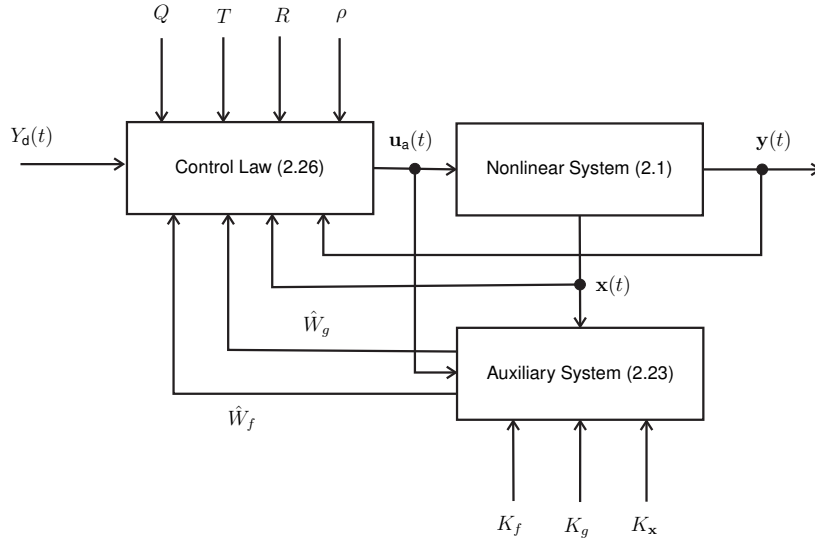 Q T R ρ
Y_d(t)
u_a(t)
y(t)
Control Law (2.26)
Nonlinear System (2.1)
x(t)
Ŵ_g
Auxiliary System (2.23)
Ŵ_f
K_f K_g K_x